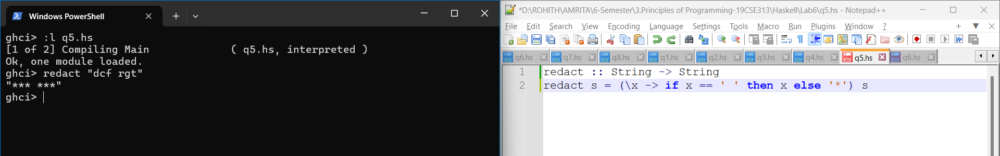 Windows PowerShell
ghci> :l q5.hs
[1 of 2] Compiling Main             ( q5.hs, interpreted )
Ok, one module loaded.
ghci> redact "dcf rgt"
"*** ***"
ghci>
*D:\ROHITH\AMRITA\6-Semester\3.Principles of Programming-19CSE313\Haskell\Lab6\q5.hs - Notepad++
File Edit Search View Encoding Language Settings Tools Macro Run Plugins Window ?
q6.hs q7.hs q8.hs q1.hs q2.hs q3.hs q4.hs q5.hs q6.hs
1 redact :: String -> String
2 redact s = (\x -> if x == ' ' then x else '*') s